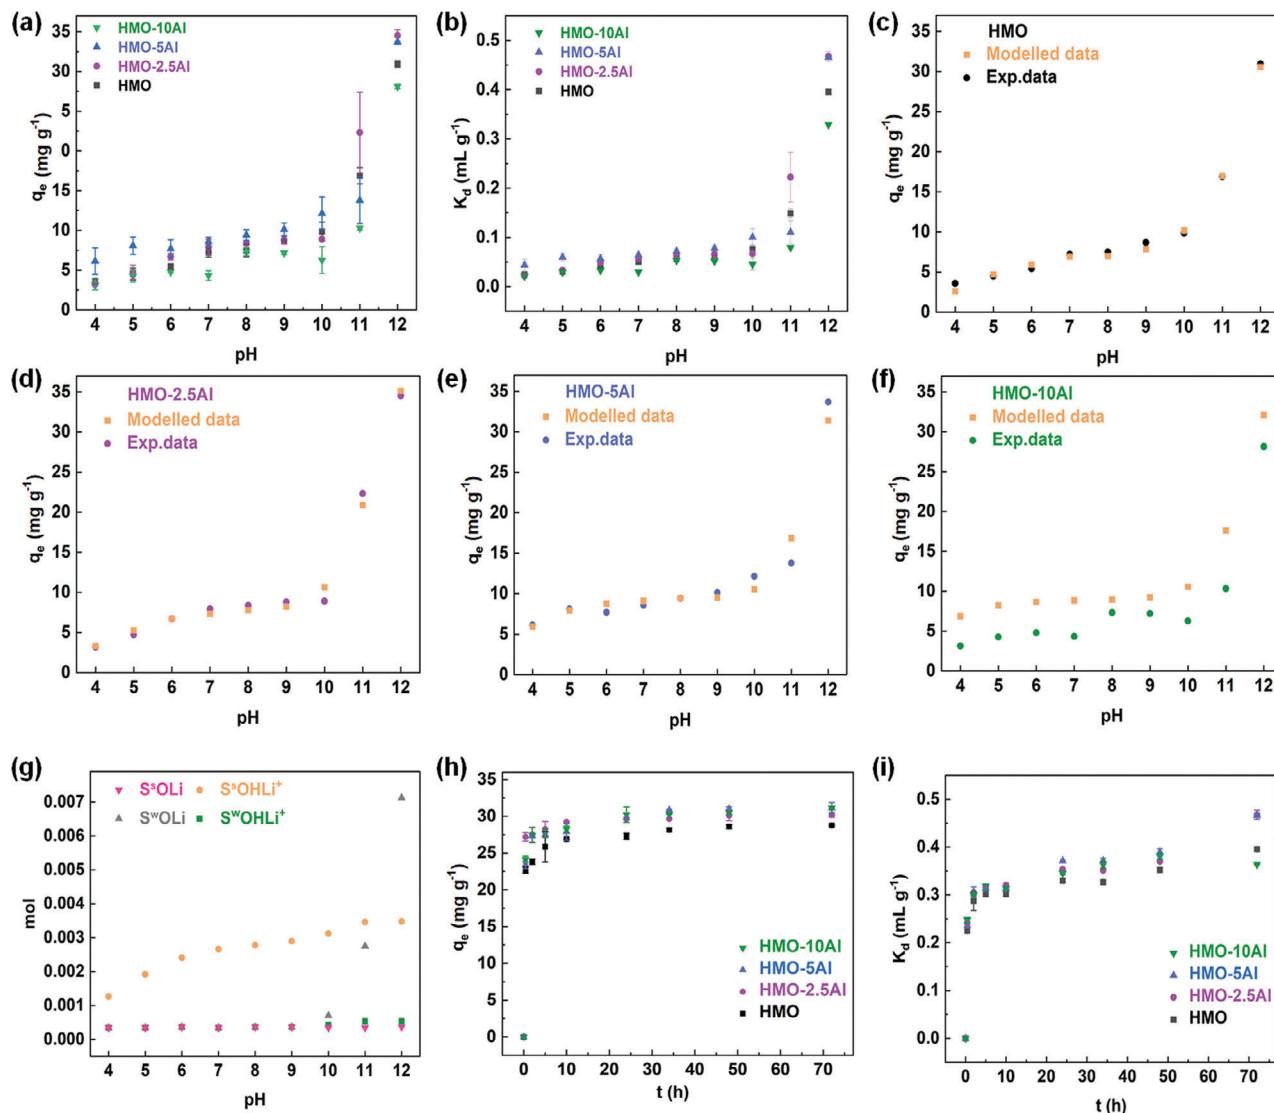 (a)
HMO-10Al
HMO-5Al
HMO-2.5Al
HMO
qe (mg g⁻¹)
35
30
5
0
15
10
5
0
4 5 6 7 8 9 10 11 12
pH
(b)
HMO-10Al
HMO-5Al
HMO-2.5Al
HMO
Kd (mL g⁻¹)
0.5
0.4
0.3
0.2
0.1
0.0
4 5 6 7 8 9 10 11 12
pH
(c)
HMO
Modelled data
Exp.data
qe (mg g⁻¹)
35
30
25
20
15
10
5
0
4 5 6 7 8 9 10 11 12
pH
(d)
HMO-2.5Al
Modelled data
Exp.data
qe (mg g⁻¹)
35
30
25
20
15
10
5
0
4 5 6 7 8 9 10 11 12
pH
(e)
HMO-5Al
Modelled data
Exp.data
qe (mg g⁻¹)
35
30
25
20
15
10
5
0
4 5 6 7 8 9 10 11 12
pH
(f)
HMO-10Al
Modelled data
Exp.data
qe (mg g⁻¹)
35
30
25
20
15
10
5
0
4 5 6 7 8 9 10 11 12
pH
(g)
SˢOLi SˢOHLi⁺
SʷOLi SʷOHLi⁺
mol
0.007
0.006
0.005
0.004
0.003
0.002
0.001
0.000
4 5 6 7 8 9 10 11 12
pH
(h)
qe (mg g⁻¹)
35
30
25
20
15
10
5
0
HMO-10Al
HMO-5Al
HMO-2.5Al
HMO
0 10 20 30 40 50 60 70
t (h)
(i)
Kd (mL g⁻¹)
0.5
0.4
0.3
0.2
0.1
0.0
HMO-10Al
HMO-5Al
HMO-2.5Al
HMO
0 10 20 30 40 50 60 70
t (h)